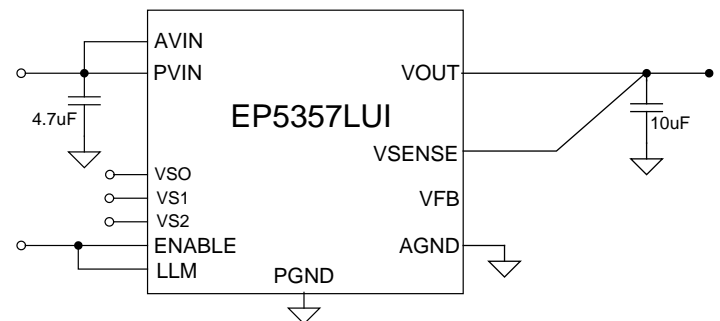 AVIN
PVIN
VOUT
4.7uF
EP5357LUI
10uF
VSENSE
VSO
VS1
VFB
VS2
ENABLE
AGND
LLM
PGND